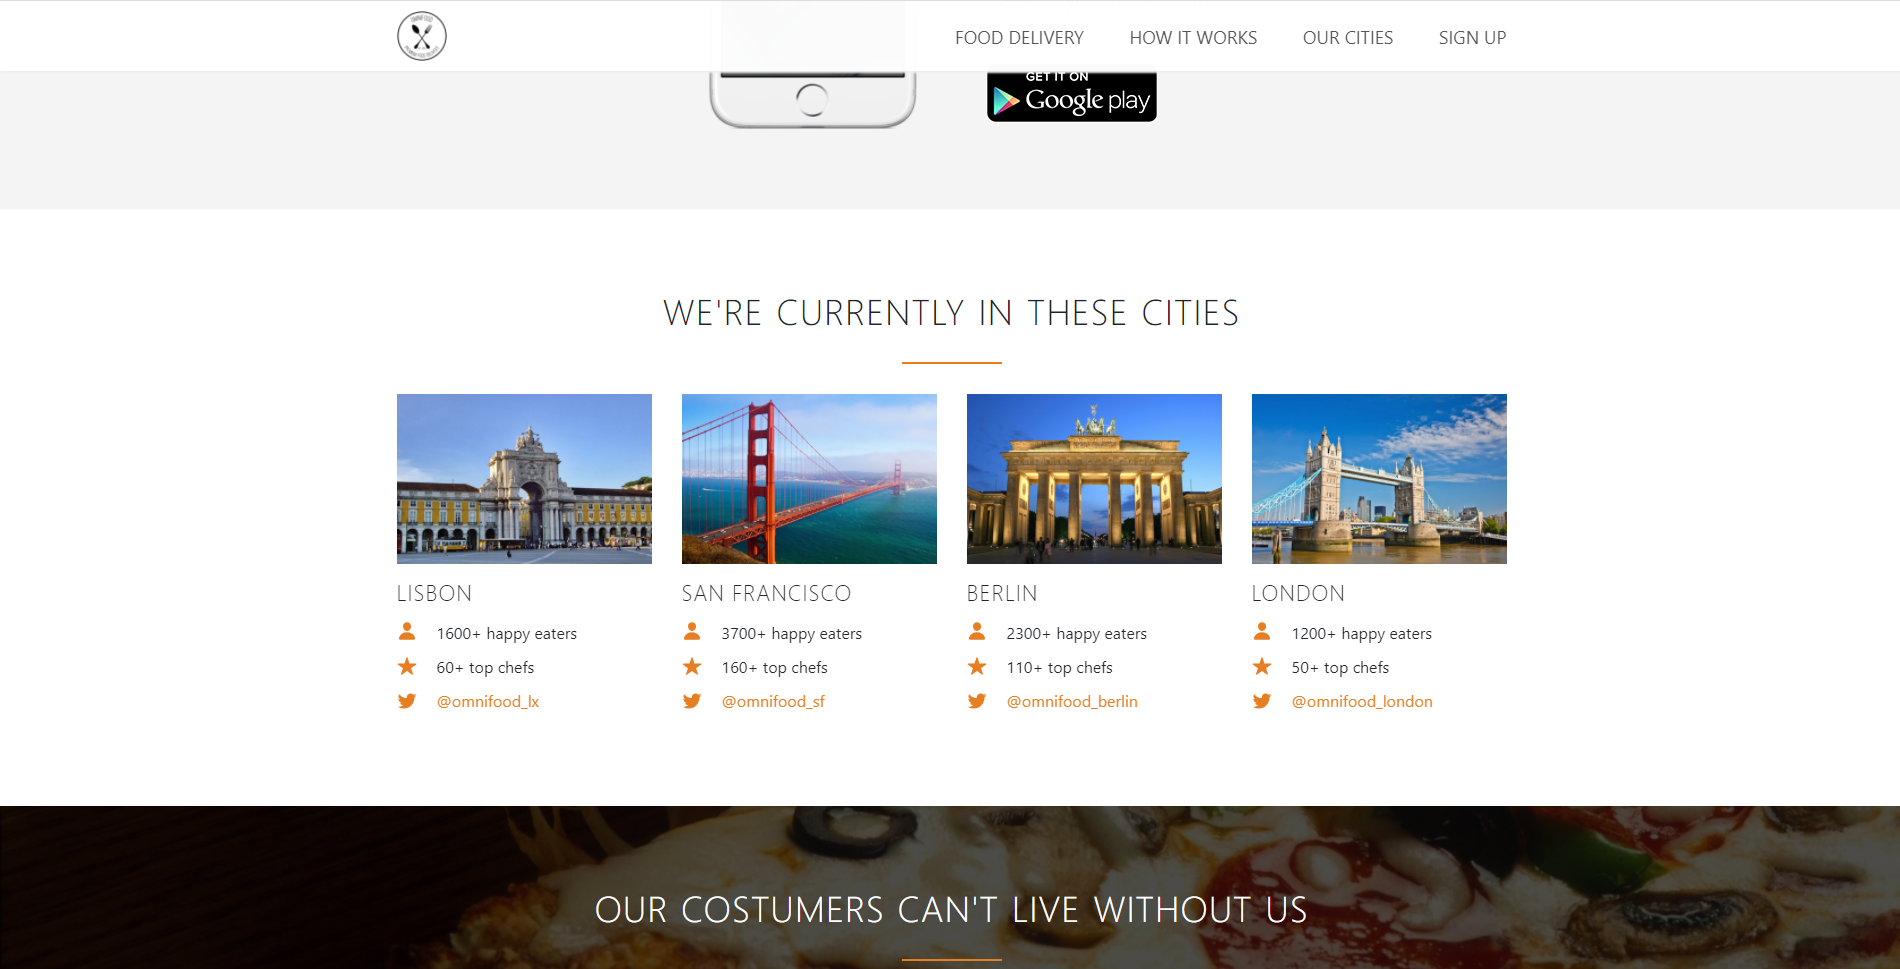 FOOD DELIVERY
HOW IT WORKS
OUR CITIES
SIGN UP
GET IT ON
Google play
WE'RE CURRENTLY IN THESE CITIES
LISBON
1600+ happy eaters
60+ top chefs
@omnifood_lx
SAN FRANCISCO
3700+ happy eaters
160+ top chefs
@omnifood_sf
BERLIN
2300+ happy eaters
110+ top chefs
@omnifood_berlin
LONDON
1200+ happy eaters
50+ top chefs
@omnifood_london
OUR COSTUMERS CAN'T LIVE WITHOUT US